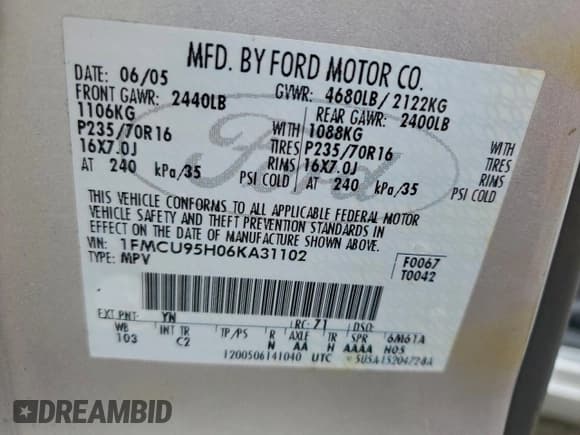 MFD. BY FORD MOTOR CO.
DATE: 06/05 GVWR: 4680LB/2122KG
FRONT GAWR: 2440LB REAR GAWR: 2400LB
1106KG WITH 1088KG WITH
P235/70R16 TIRES P235/70R16 TIRES
16X7.0J RIMS 16X7.0J RIMS
AT 240 kPa/35 PSI COLD AT 240 kPa/35 PSI COLD
THIS VEHICLE CONFORMS TO ALL APPLICABLE FEDERAL MOTOR
VEHICLE SAFETY AND THEFT PREVENTION STANDARDS IN
EFFECT ON THE DATE OF MANUFACTURE SHOWN ABOVE.
VIN: 1FMCU95H06KA31102 F0067
TYPE: MPV T0042
EXT PNT: YN RC: 71 DSO:
WB INT TR TP/PS R AXLE TR SPR 6M61A
103 C2 N AA H AAAA H05
1200506141040 UTC
Ford
DREAMBID